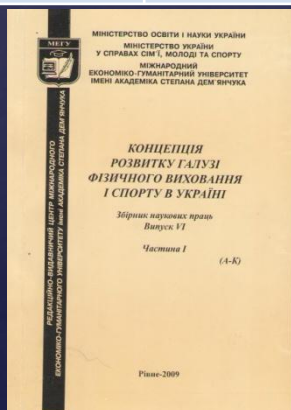 МЕГУ
МІНІСТЕРСТВО ОСВІТИ І НАУКИ УКРАЇНИ
МІНІСТЕРСТВО УКРАЇНИ
У СПРАВАХ СІМ'Ї, МОЛОДІ ТА СПОРТУ
МІЖНАРОДНИЙ
ЕКОНОМІКО-ГУМАНІТАРНИЙ УНІВЕРСИТЕТ
ІМЕНІ АКАДЕМІКА СТЕПАНА ДЕМ'ЯНЧУКА
КОНЦЕПЦІЯ
РОЗВИТКУ ГАЛУЗІ
ФІЗИЧНОГО ВИХОВАННЯ
І СПОРТУ В УКРАЇНІ
Збірник наукових праць
Випуск VI
Частина I
(А-К)
Рівне-2009
РЕДАКЦІЙНО-ВИДАВНИЧИЙ ЦЕНТР МІЖНАРОДНОГО
ЕКОНОМІКО-ГУМАНІТАРНОГО УНІВЕРСИТЕТУ імені АКАДЕМІКА СТЕПАНА ДЕМ'ЯНЧУКА